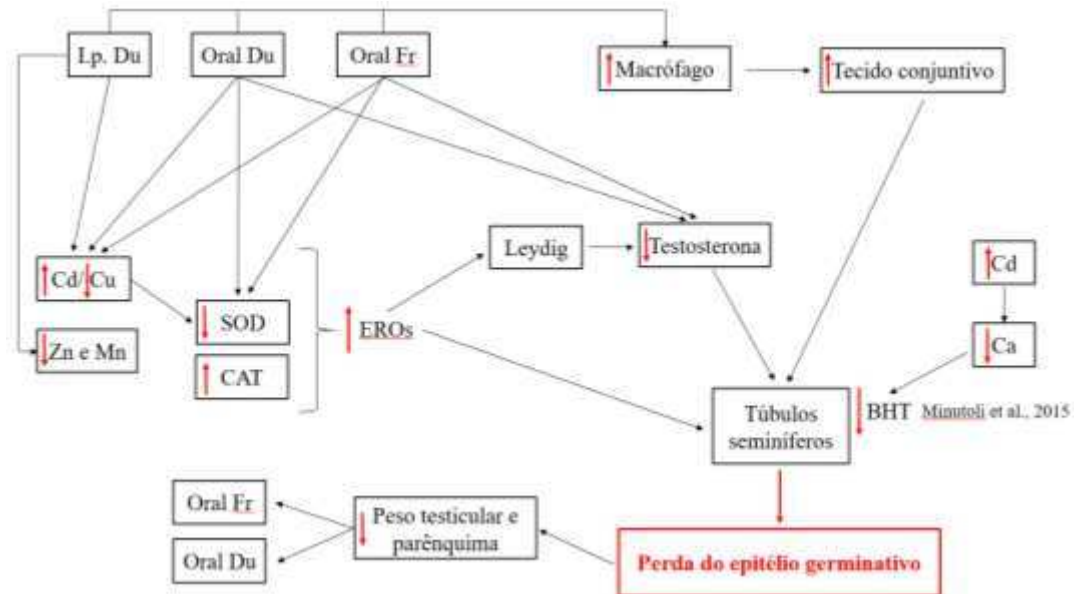 Lp. Du
Oral Du
Oral Fr
Macrófago
Tecido conjuntivo
Leydig
Testosterona
Cd/ Cu
SOD
Zn e Mn
CAT
EROs
Cd
Ca
Túbulos
seminíferos
BHT Minutoli et al., 2015
Oral Fr
Oral Du
Peso testicular e
parênquima
Perda do epitélio germinativo